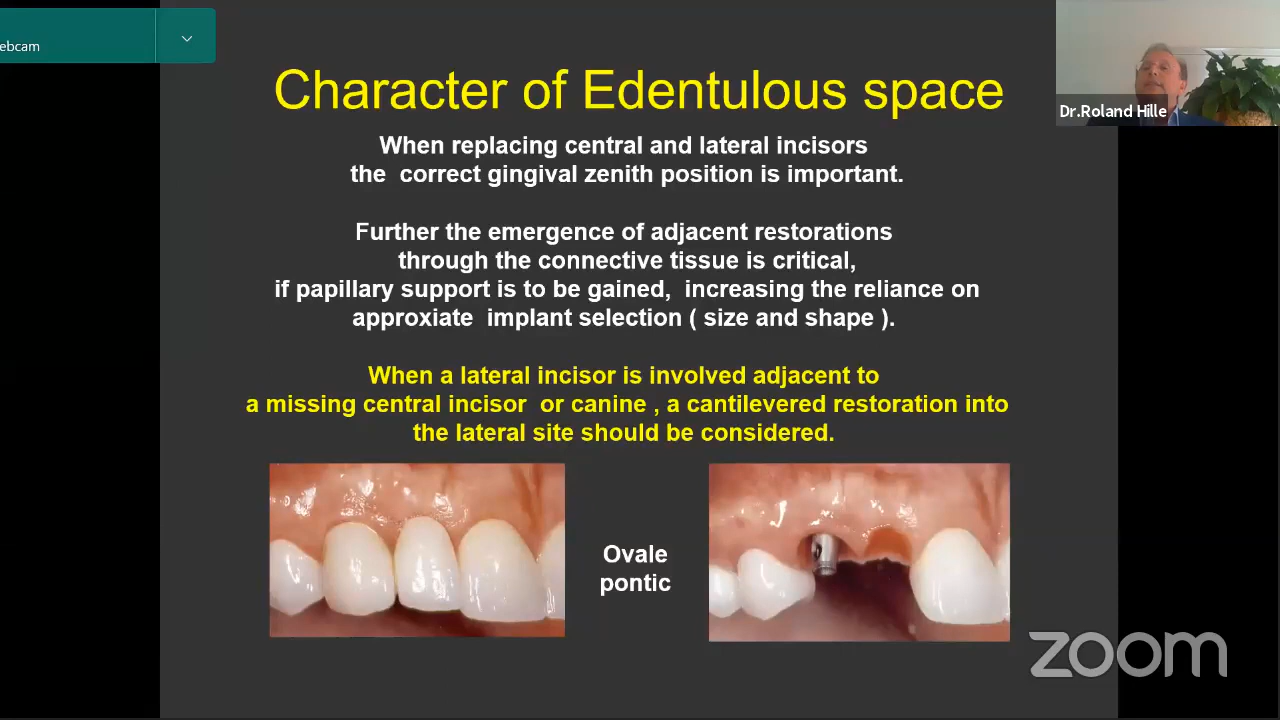 ebcam
Dr.Roland Hille
Character of Edentulous space
When replacing central and lateral incisors
the correct gingival zenith position is important.
Further the emergence of adjacent restorations
through the connective tissue is critical,
if papillary support is to be gained, increasing the reliance on
approxiate implant selection ( size and shape ).
When a lateral incisor is involved adjacent to
a missing central incisor or canine , a cantilevered restoration into
the lateral site should be considered.
Ovale
pontic
zoom